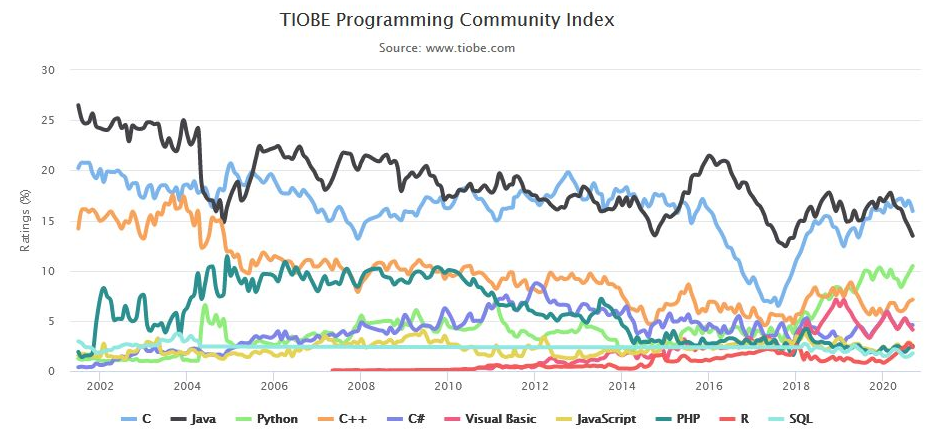 TIOBE Programming Community Index
Source: www.tiobe.com
30
25
20
15
10
5
0
Ratings (%)
2002 2004 2006 2008 2010 2012 2014 2016 2018 2020
C Java Python C++ C# Visual Basic JavaScript PHP R SQL